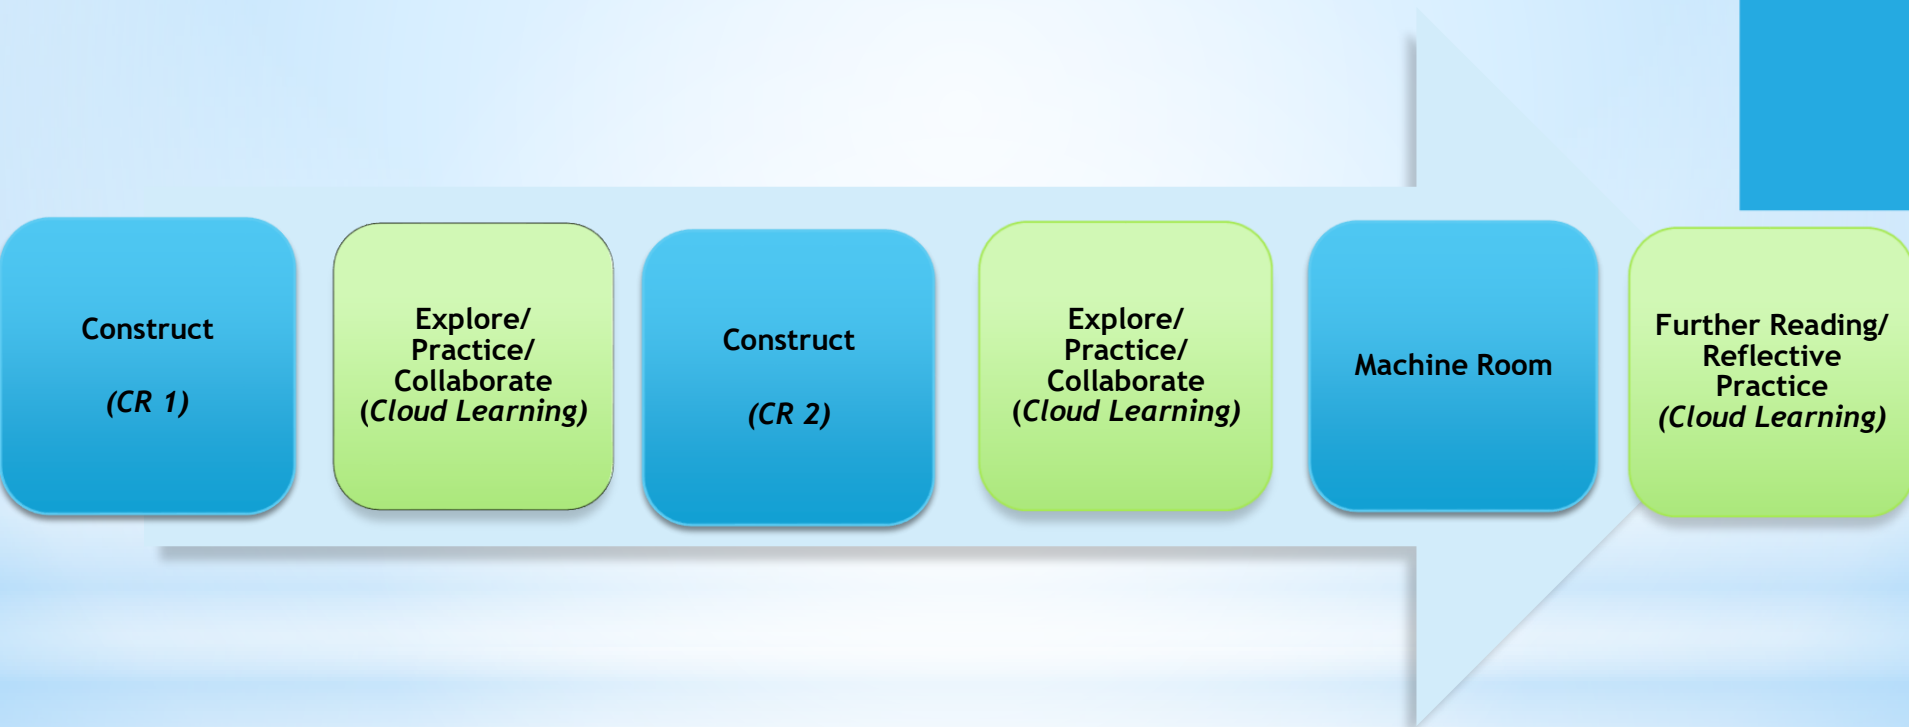 Construct
(CR 1)
Explore/
Practice/
Collaborate
(Cloud Learning)
Construct
(CR 2)
Explore/
Practice/
Collaborate
(Cloud Learning)
Machine Room
Further Reading/
Reflective
Practice
(Cloud Learning)